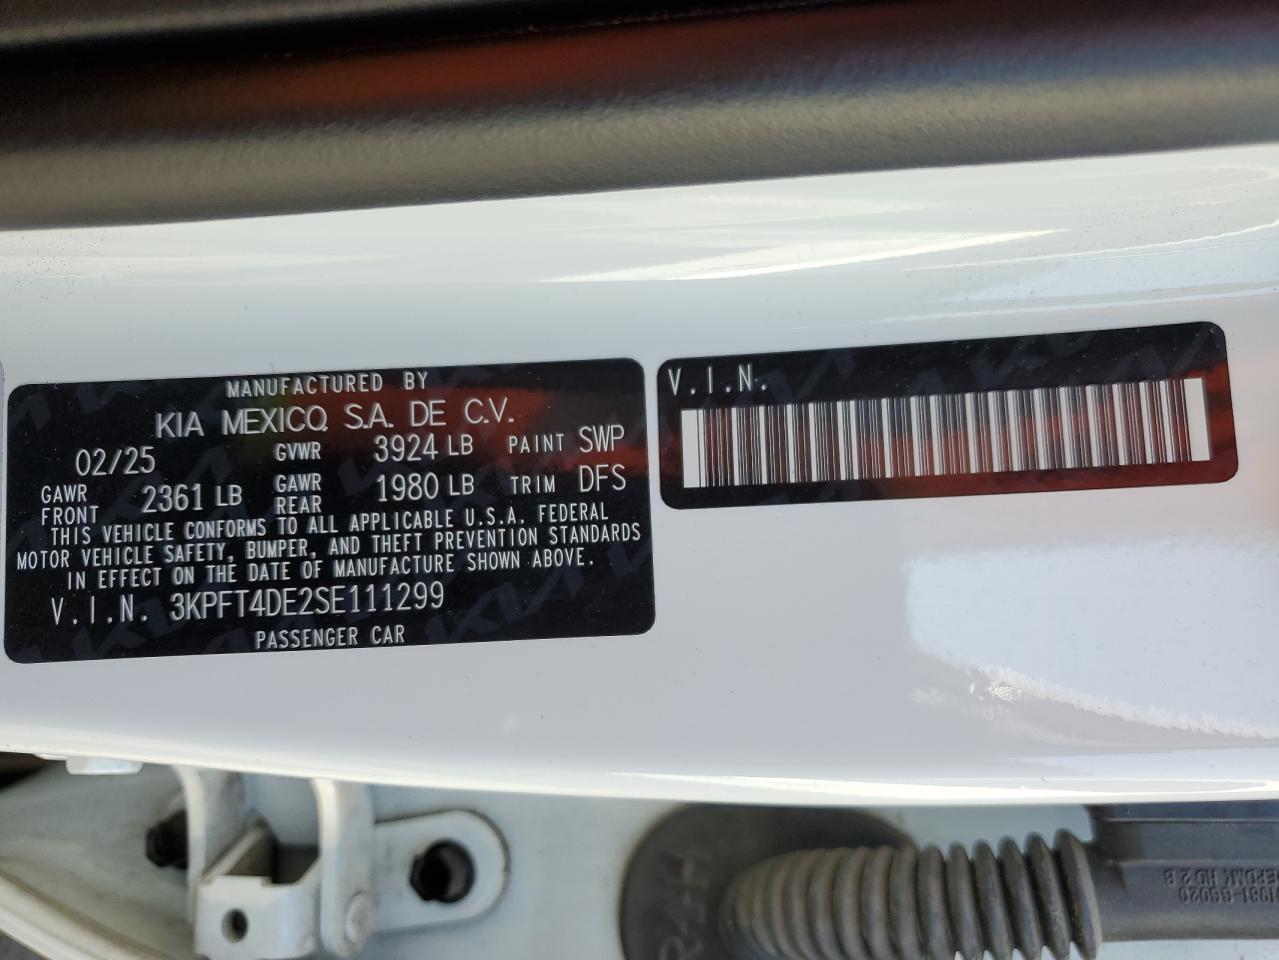 MANUFACTURED BY
KIA MEXICO, S.A. DE C.V.
02/25 GVWR 3924 LB PAINT SWP
GAWR FRONT 2361 LB GAWR REAR 1980 LB TRIM DFS
THIS VEHICLE CONFORMS TO ALL APPLICABLE U.S.A. FEDERAL
MOTOR VEHICLE SAFETY, BUMPER, AND THEFT PREVENTION STANDARDS
IN EFFECT ON THE DATE OF MANUFACTURE SHOWN ABOVE.
V.I.N. 3KPFT4DE2SE111299
PASSENGER CAR
V.I.N.
HD 2 B